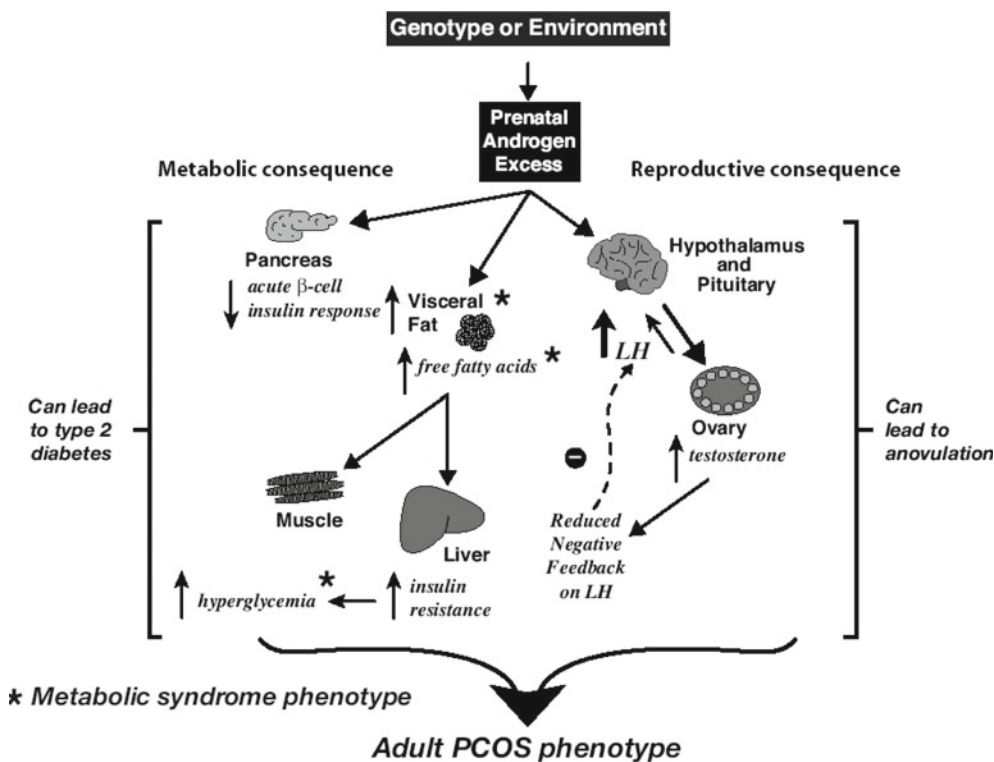 Genotype or Environment
Prenatal
Androgen
Excess
Metabolic consequence
Reproductive consequence
Pancreas
acute β-cell
insulin response
Visceral *
Fat
free fatty acids *
Hypothalamus
and
Pituitary
LH
Ovary
testosterone
Can lead
to type 2
diabetes
Can
lead to
anovulation
Muscle
Liver
Reduced
Negative
Feedback
on LH
hyperglycemia *
insulin
resistance
* Metabolic syndrome phenotype
Adult PCOS phenotype